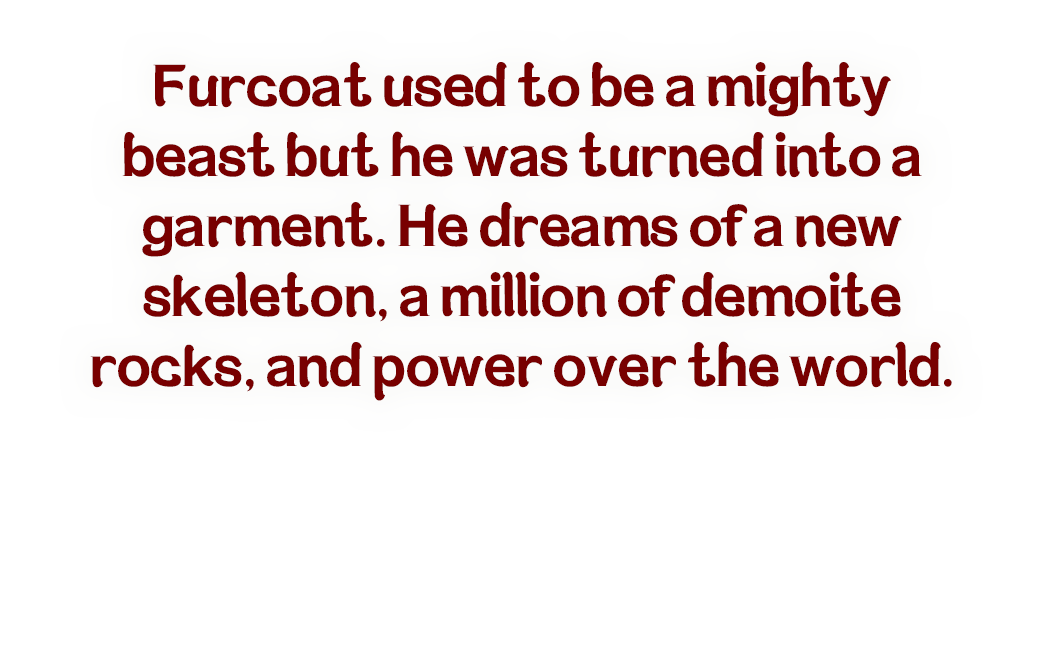 Furcoat used to be a mighty
beast but he was turned into a
garment. He dreams of a new
skeleton, a million of demoite
rocks, and power over the world.